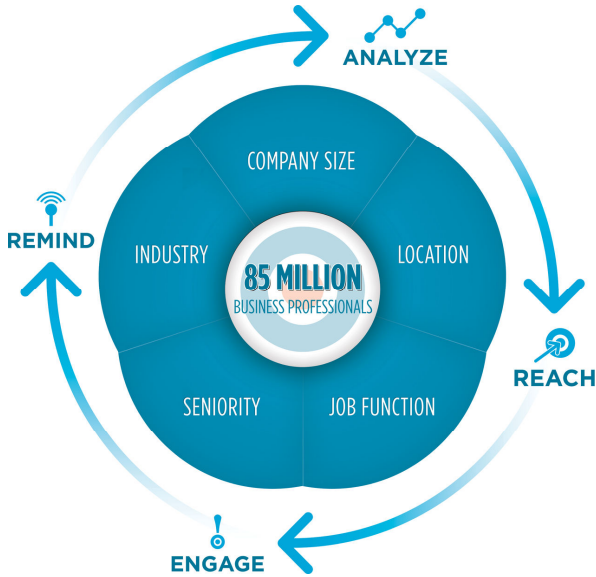 ANALYZE
COMPANY SIZE
REMIND
INDUSTRY
LOCATION
85 MILLION
BUSINESS PROFESSIONALS
REACH
SENIORITY
JOB FUNCTION
ENGAGE